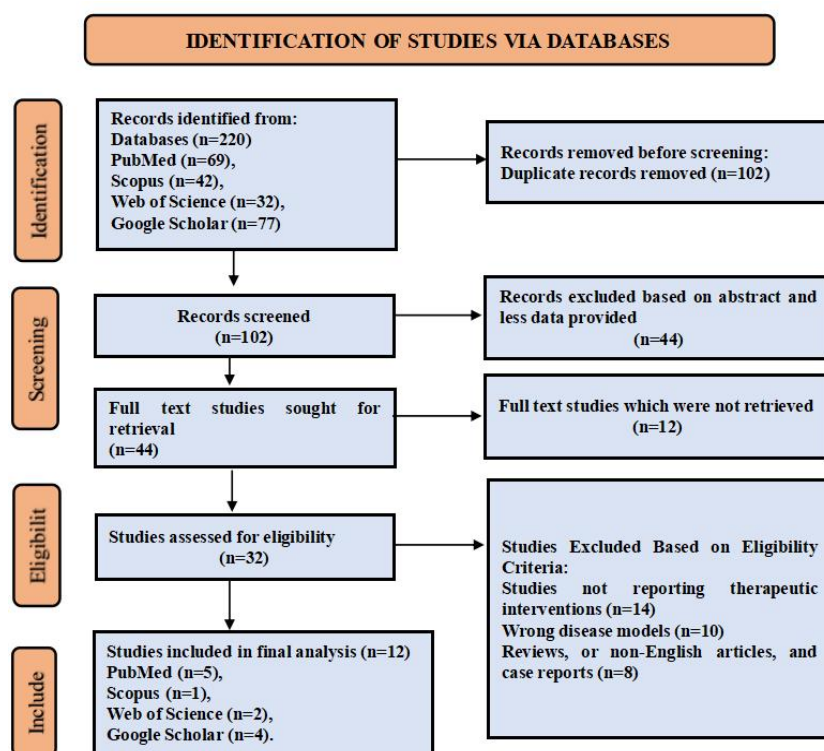 IDENTIFICATION OF STUDIES VIA DATABASES
Identification
Records identified from:
Databases (n=220)
PubMed (n=69),
Scopus (n=42),
Web of Science (n=32),
Google Scholar (n=77)
Records removed before screening:
Duplicate records removed (n=102)
Screening
Records screened
(n=102)
Records excluded based on abstract and
less data provided
(n=44)
Full text studies sought for
retrieval
(n=44)
Full text studies which were not retrieved
(n=12)
Eligibilit
Studies assessed for eligibility
(n=32)
Studies Excluded Based on Eligibility
Criteria:
Studies not reporting therapeutic
interventions (n=14)
Wrong disease models (n=10)
Reviews, or non-English articles, and
case reports (n=8)
Include
Studies included in final analysis (n=12)
PubMed (n=5),
Scopus (n=1),
Web of Science (n=2),
Google Scholar (n=4).